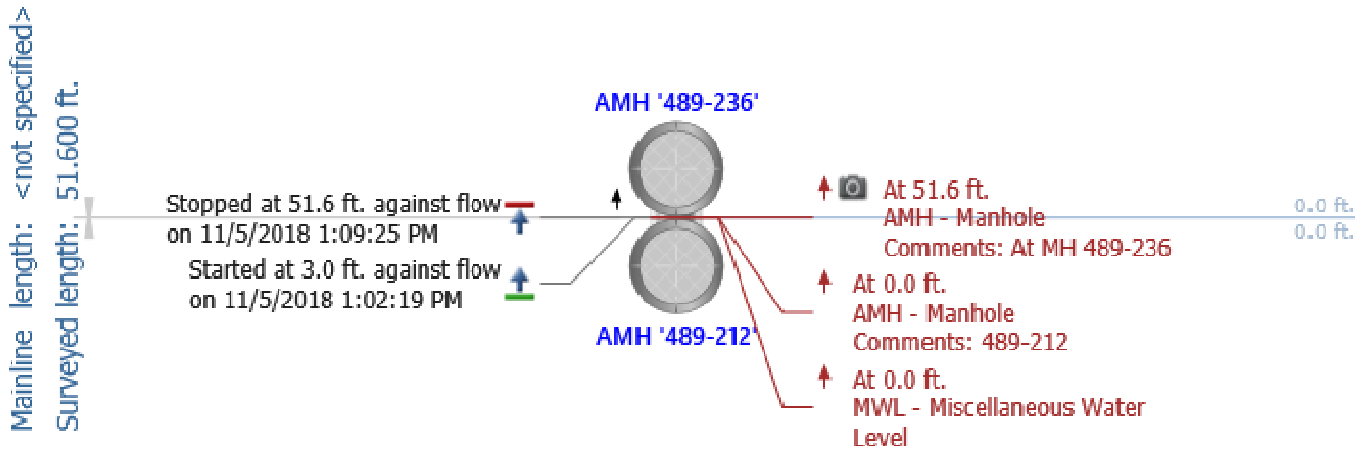 Mainline length: <not specified>
Surveyed length: 51.600 ft.
AMH '489-236'
Stopped at 51.6 ft. against flow
on 11/5/2018 1:09:25 PM
Started at 3.0 ft. against flow
on 11/5/2018 1:02:19 PM
AMH '489-212'
At 51.6 ft.
AMH - Manhole
Comments: At MH 489-236
At 0.0 ft.
AMH - Manhole
Comments: 489-212
At 0.0 ft.
MWL - Miscellaneous Water
Level
0.0 ft.
0.0 ft.